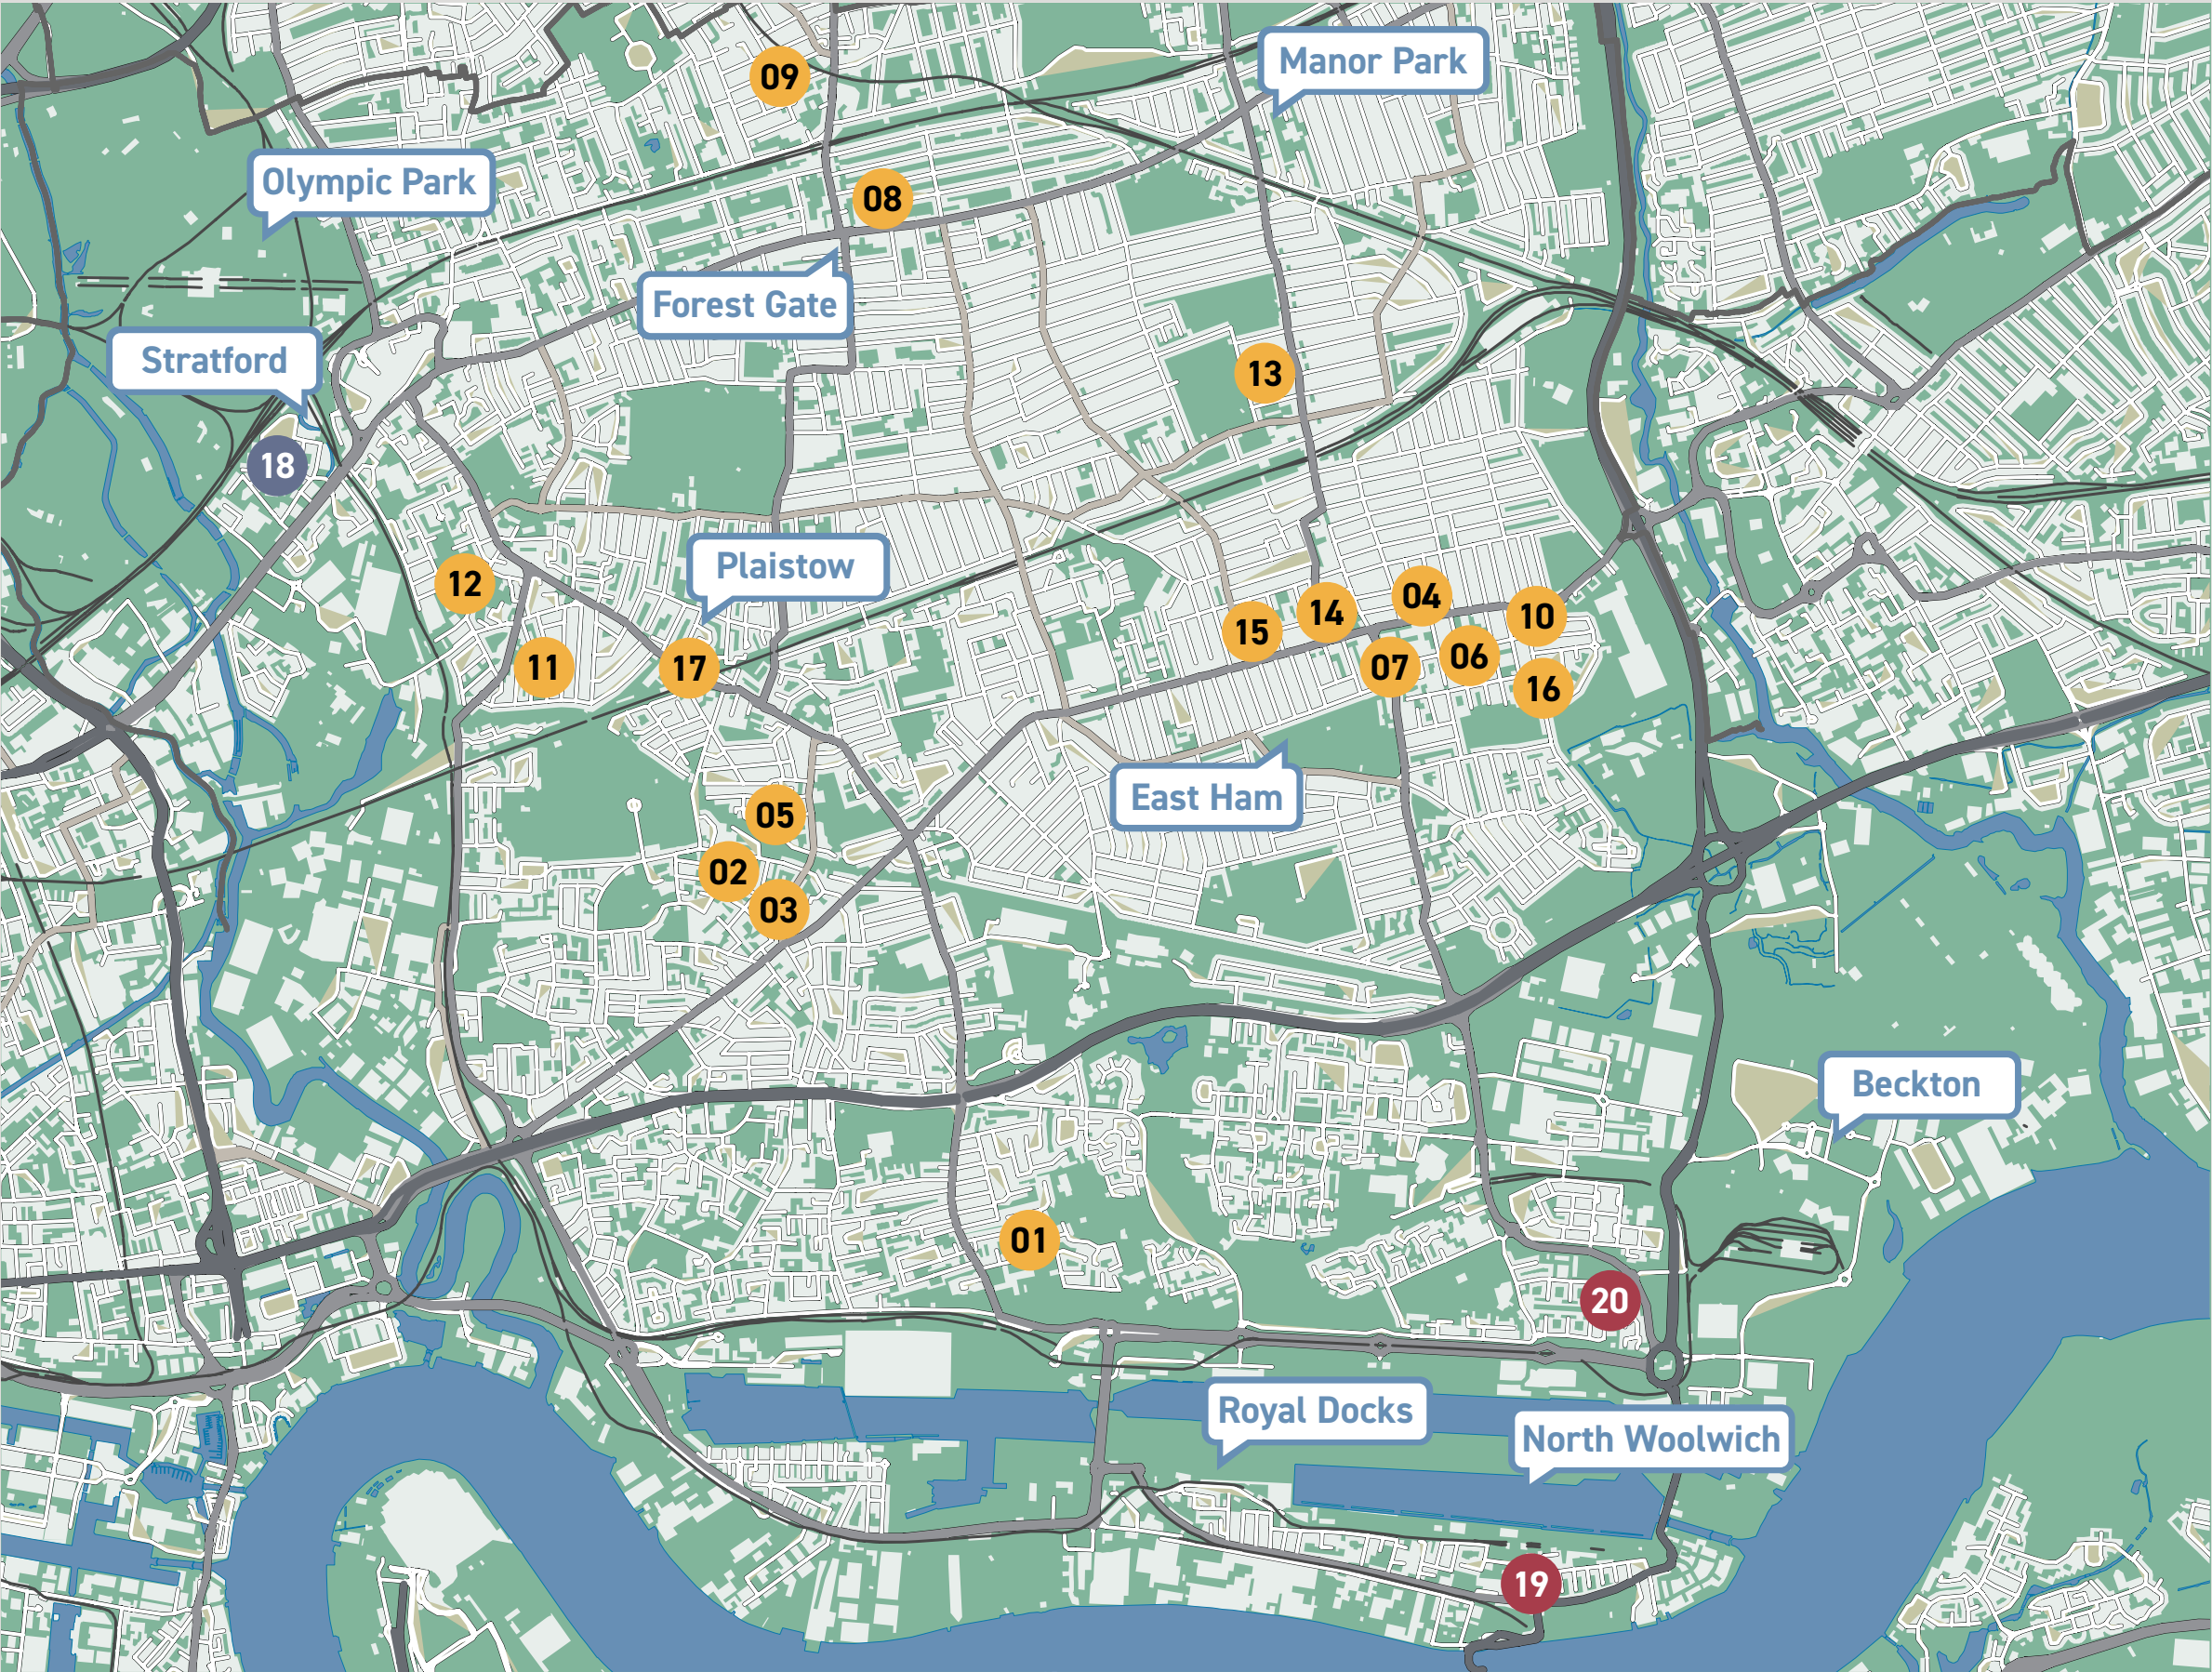 Manor Park
09
Olympic Park
08
Forest Gate
Stratford
13
18
Plaistow
12
04
14
10
15
11
17
07
06
16
East Ham
05
02
03
Beckton
01
20
Royal Docks
North Woolwich
19